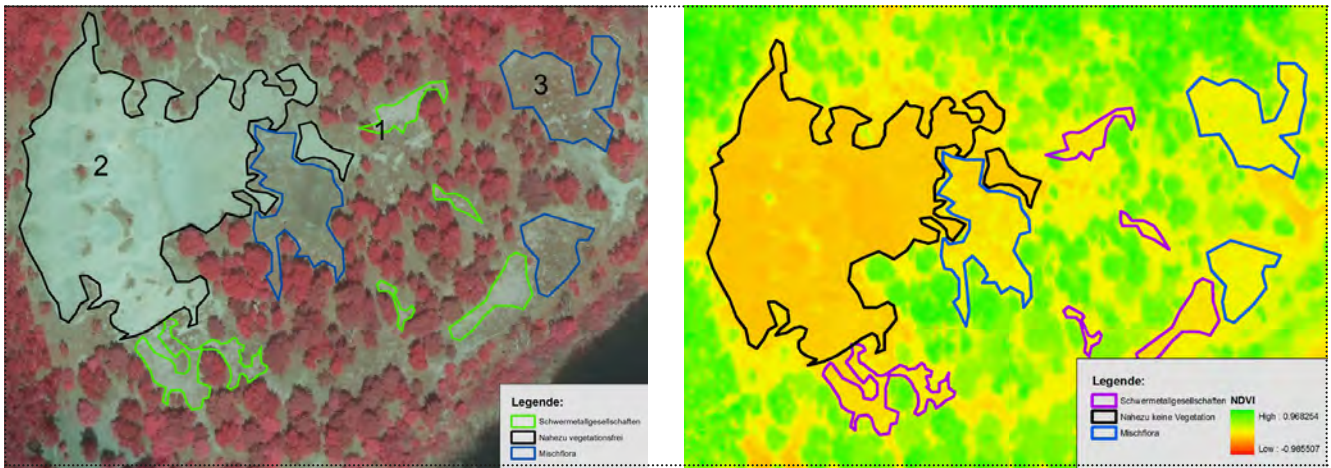 1
2
3
Legende:
Schwermetallgesellschaften
Nahezu vegetationsfrei
Mischflora
Legende:
Schwermetallgesellschaften
Nahezu keine Vegetation
Mischflora
NDVI
High : 0.968254
Low : -0.985507